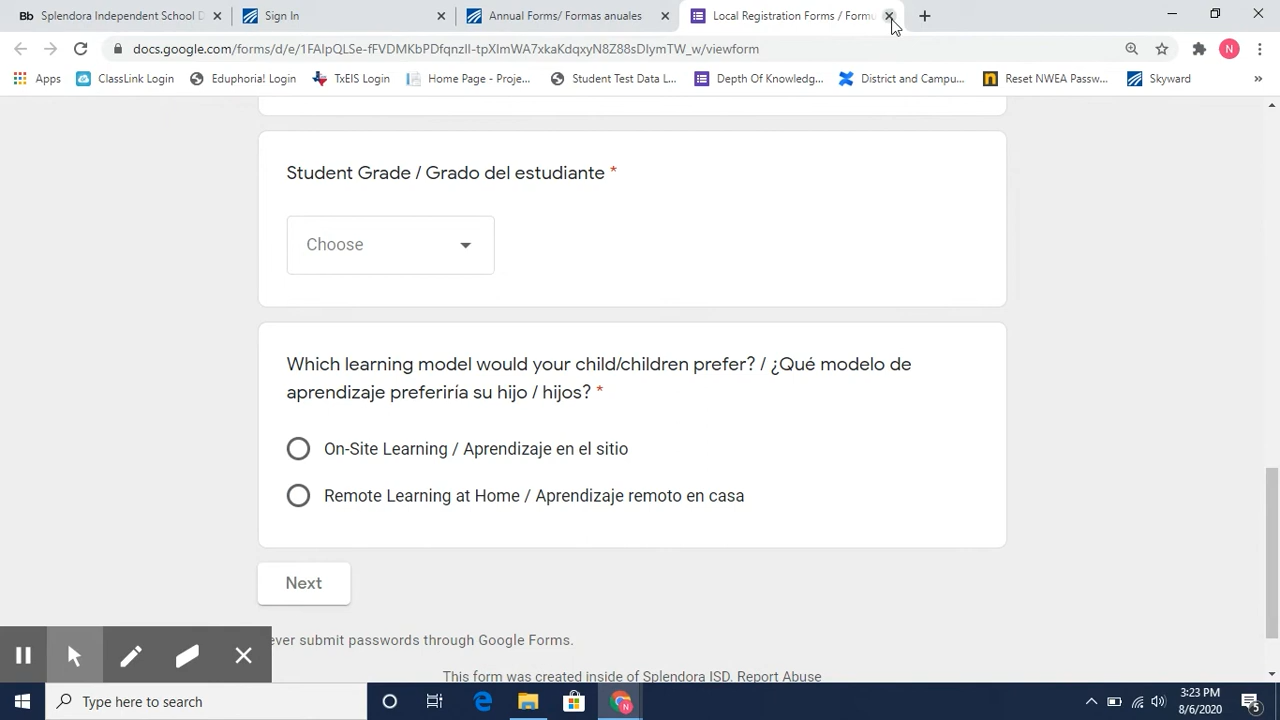 Bb Splendora Independent School D
Sign In
Annual Forms/ Formas anuales
Local Registration Forms / Formu
docs.google.com/forms/d/e/1FAIpQLSe-fFVDMKbPDfqnzII-tpXlmWA7xkaKdqxyN8Z88sDlymTW_w/viewform
N
Apps
ClassLink Login
Eduphoria! Login
TxEIS Login
Home Page - Proje...
Student Test Data L...
Depth Of Knowledg...
District and Campu...
Reset NWEA Passw...
Skyward
»
Student Grade / Grado del estudiante *
Choose
Which learning model would your child/children prefer? / ¿Qué modelo de
aprendizaje preferiría su hijo / hijos? *
On-Site Learning / Aprendizaje en el sitio
Remote Learning at Home / Aprendizaje remoto en casa
Next
ever submit passwords through Google Forms.
This form was created inside of Splendora ISD. Report Abuse
Type here to search
3:23 PM
8/6/2020
5